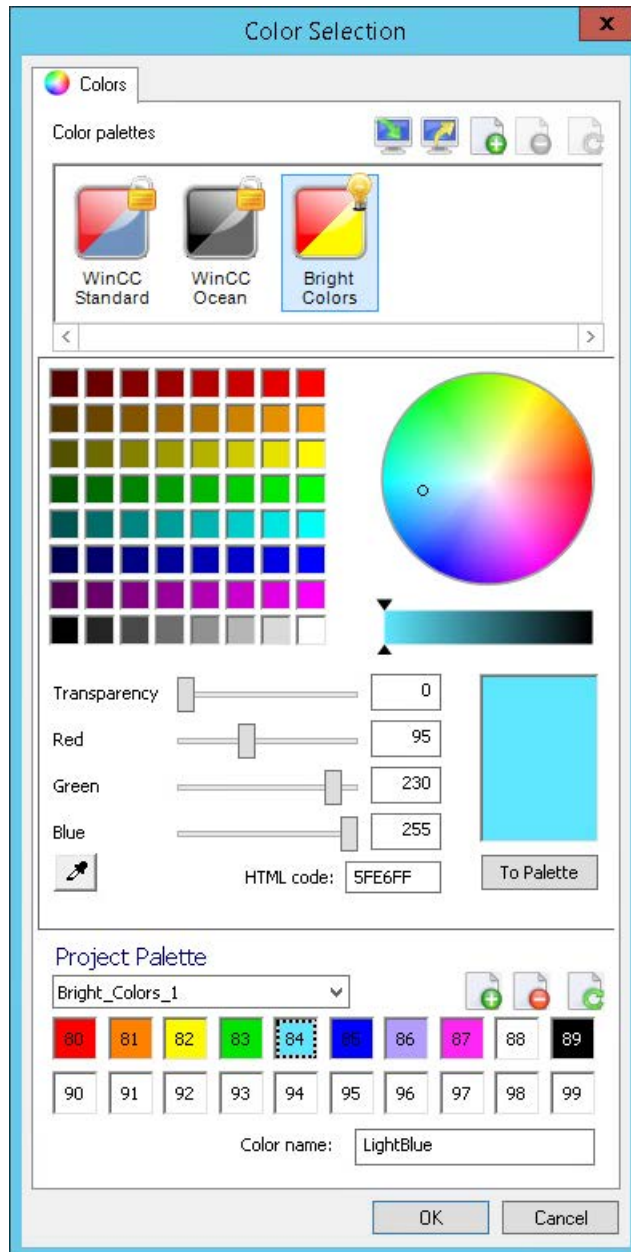 Color Selection
x
Colors
Color palettes
WinCC
Standard
WinCC
Ocean
Bright
Colors
Transparency 0
Red 95
Green 230
Blue 255
HTML code: 5FE6FF
To Palette
Project Palette
Bright_Colors_1
80 81 82 83 84 85 86 87 88 89
90 91 92 93 94 95 96 97 98 99
Color name: LightBlue
OK Cancel